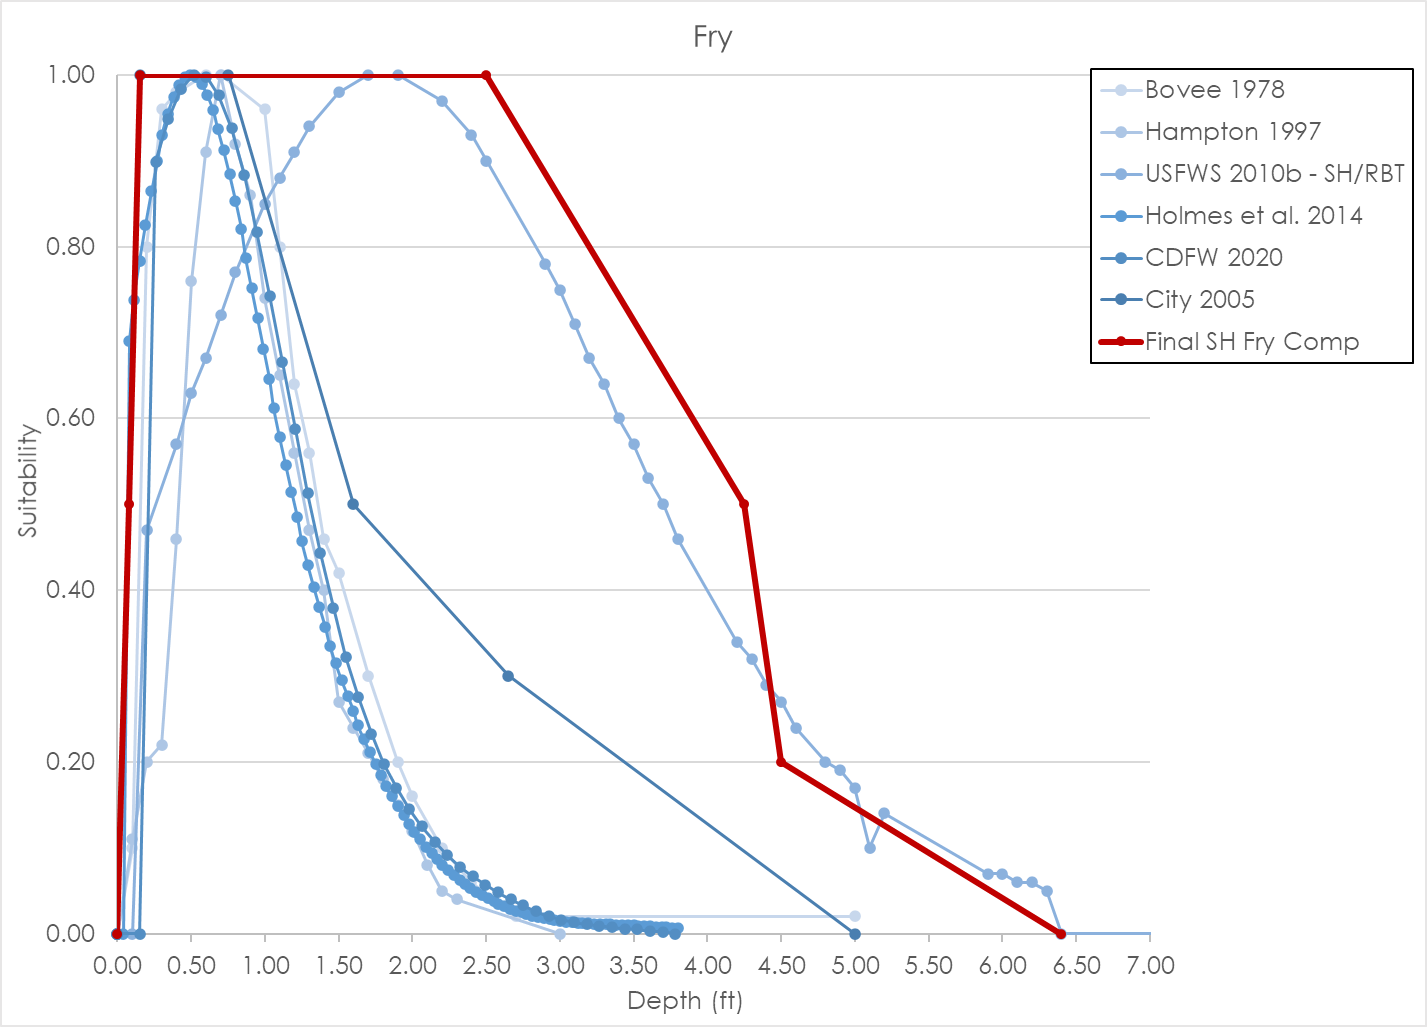 Fry
1.00
0.80
0.60
0.40
0.20
0.00
Suitability
0.00 0.50 1.00 1.50 2.00 2.50 3.00 3.50 4.00 4.50 5.00 5.50 6.00 6.50 7.00
Depth (ft)
Bovee 1978
Hampton 1997
USFWS 2010b - SH/RBT
Holmes et al. 2014
CDFW 2020
City 2005
Final SH Fry Comp